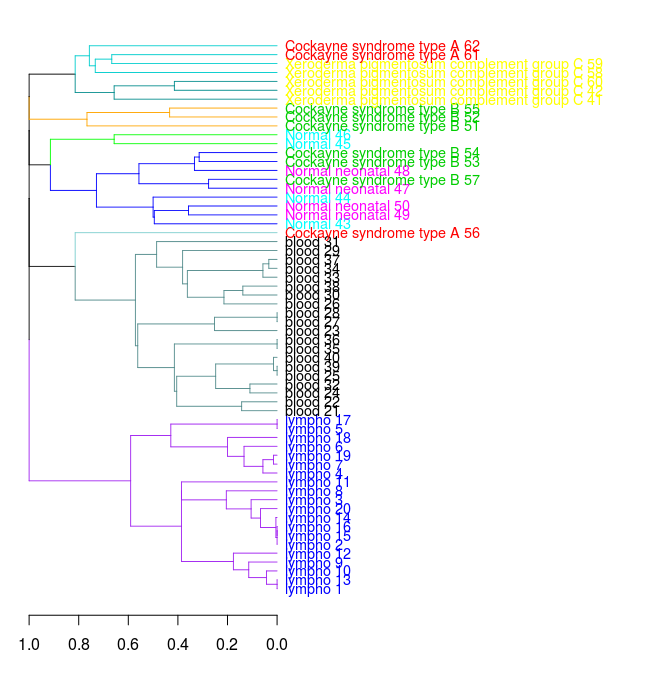 Cockayne syndrome type A 62
Cockayne syndrome type A 61
Xeroderma pigmentosum complement group C 59
Xeroderma pigmentosum complement group C
Xeroderma pigmentosum complement group C
Xeroderma pigmentosum complement group C
Xeroderma pigmentosum complement group C 41
Cockayne syndrome type B 55
Cockayne syndrome type B 52
Cockayne syndrome type B 51
Normal 46
Normal 45
Cockayne syndrome type B 54
Cockayne syndrome type B 53
Normal neonatal 48
Cockayne syndrome type B 57
Normal neonatal 47
Normal 44
Normal neonatal 50
Normal neonatal 49
Normal 43
Cockayne syndrome type A 56
blood 31
blood 29
blood 37
blood 34
blood 33
blood 38
blood 30
blood 26
blood 28
blood 27
blood 23
blood 36
blood 35
blood 40
blood 39
blood 25
blood 32
blood 24
blood 22
blood 21
lympho 17
lympho 5
lympho 18
lympho 6
lympho 19
lympho 7
lympho 4
lympho 11
lympho 8
lympho 3
lympho 20
lympho 14
lympho 16
lympho 15
lympho 2
lympho 12
lympho 9
lympho 10
lympho 13
lympho 1
1.0 0.8 0.6 0.4 0.2 0.0